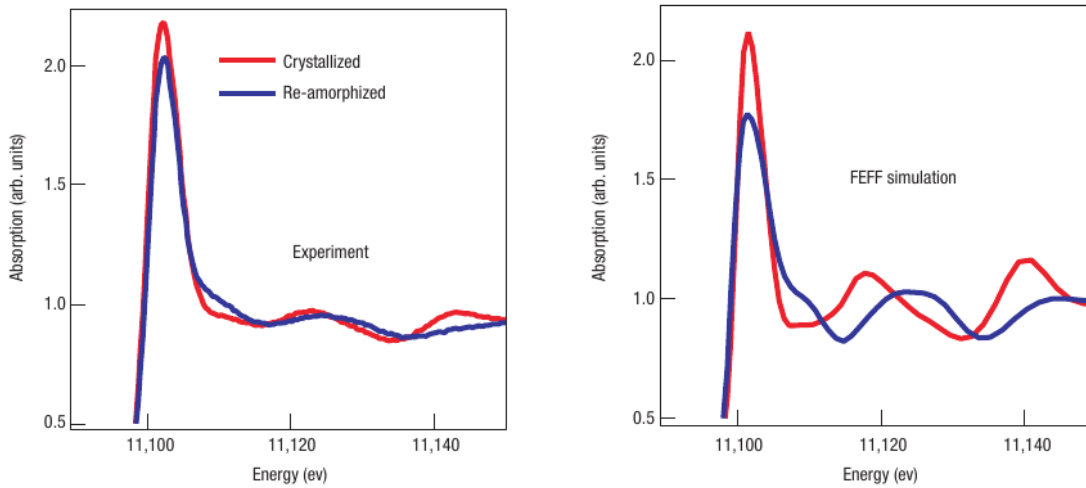 2.0
1.5
1.0
0.5
Absorption (arb. units)
Crystallized
Re-amorphized
Experiment
11,100 11,120 11,140
Energy (ev)
2.0
1.5
1.0
0.5
Absorption (arb. units)
FEFF simulation
11,100 11,120 11,140
Energy (ev)